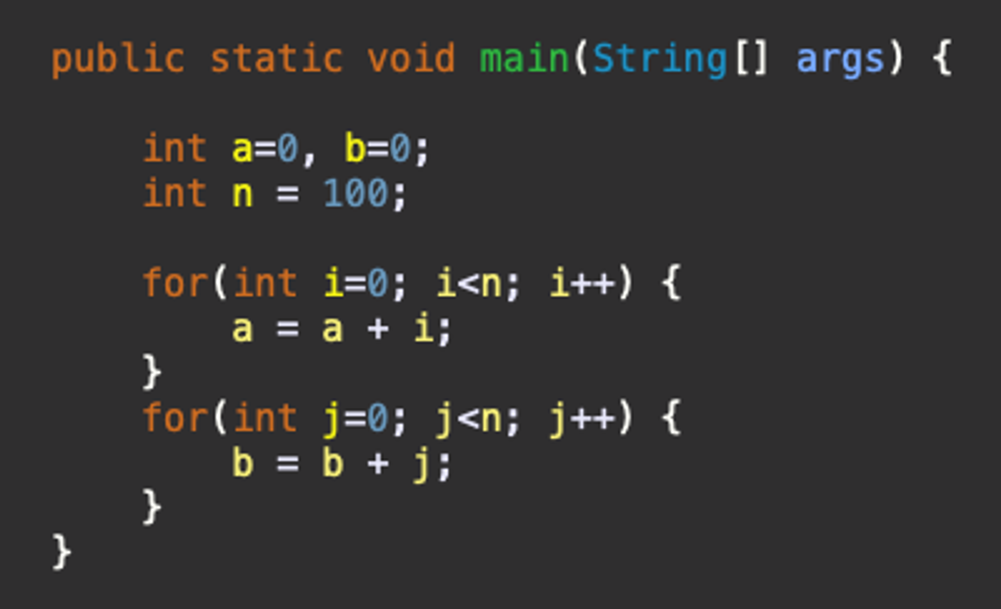 public static void main(String[] args) {
int a=0, b=0;
int n = 100;
for(int i=0; i<n; i++) {
a = a + i;
}
for(int j=0; j<n; j++) {
b = b + j;
}
}